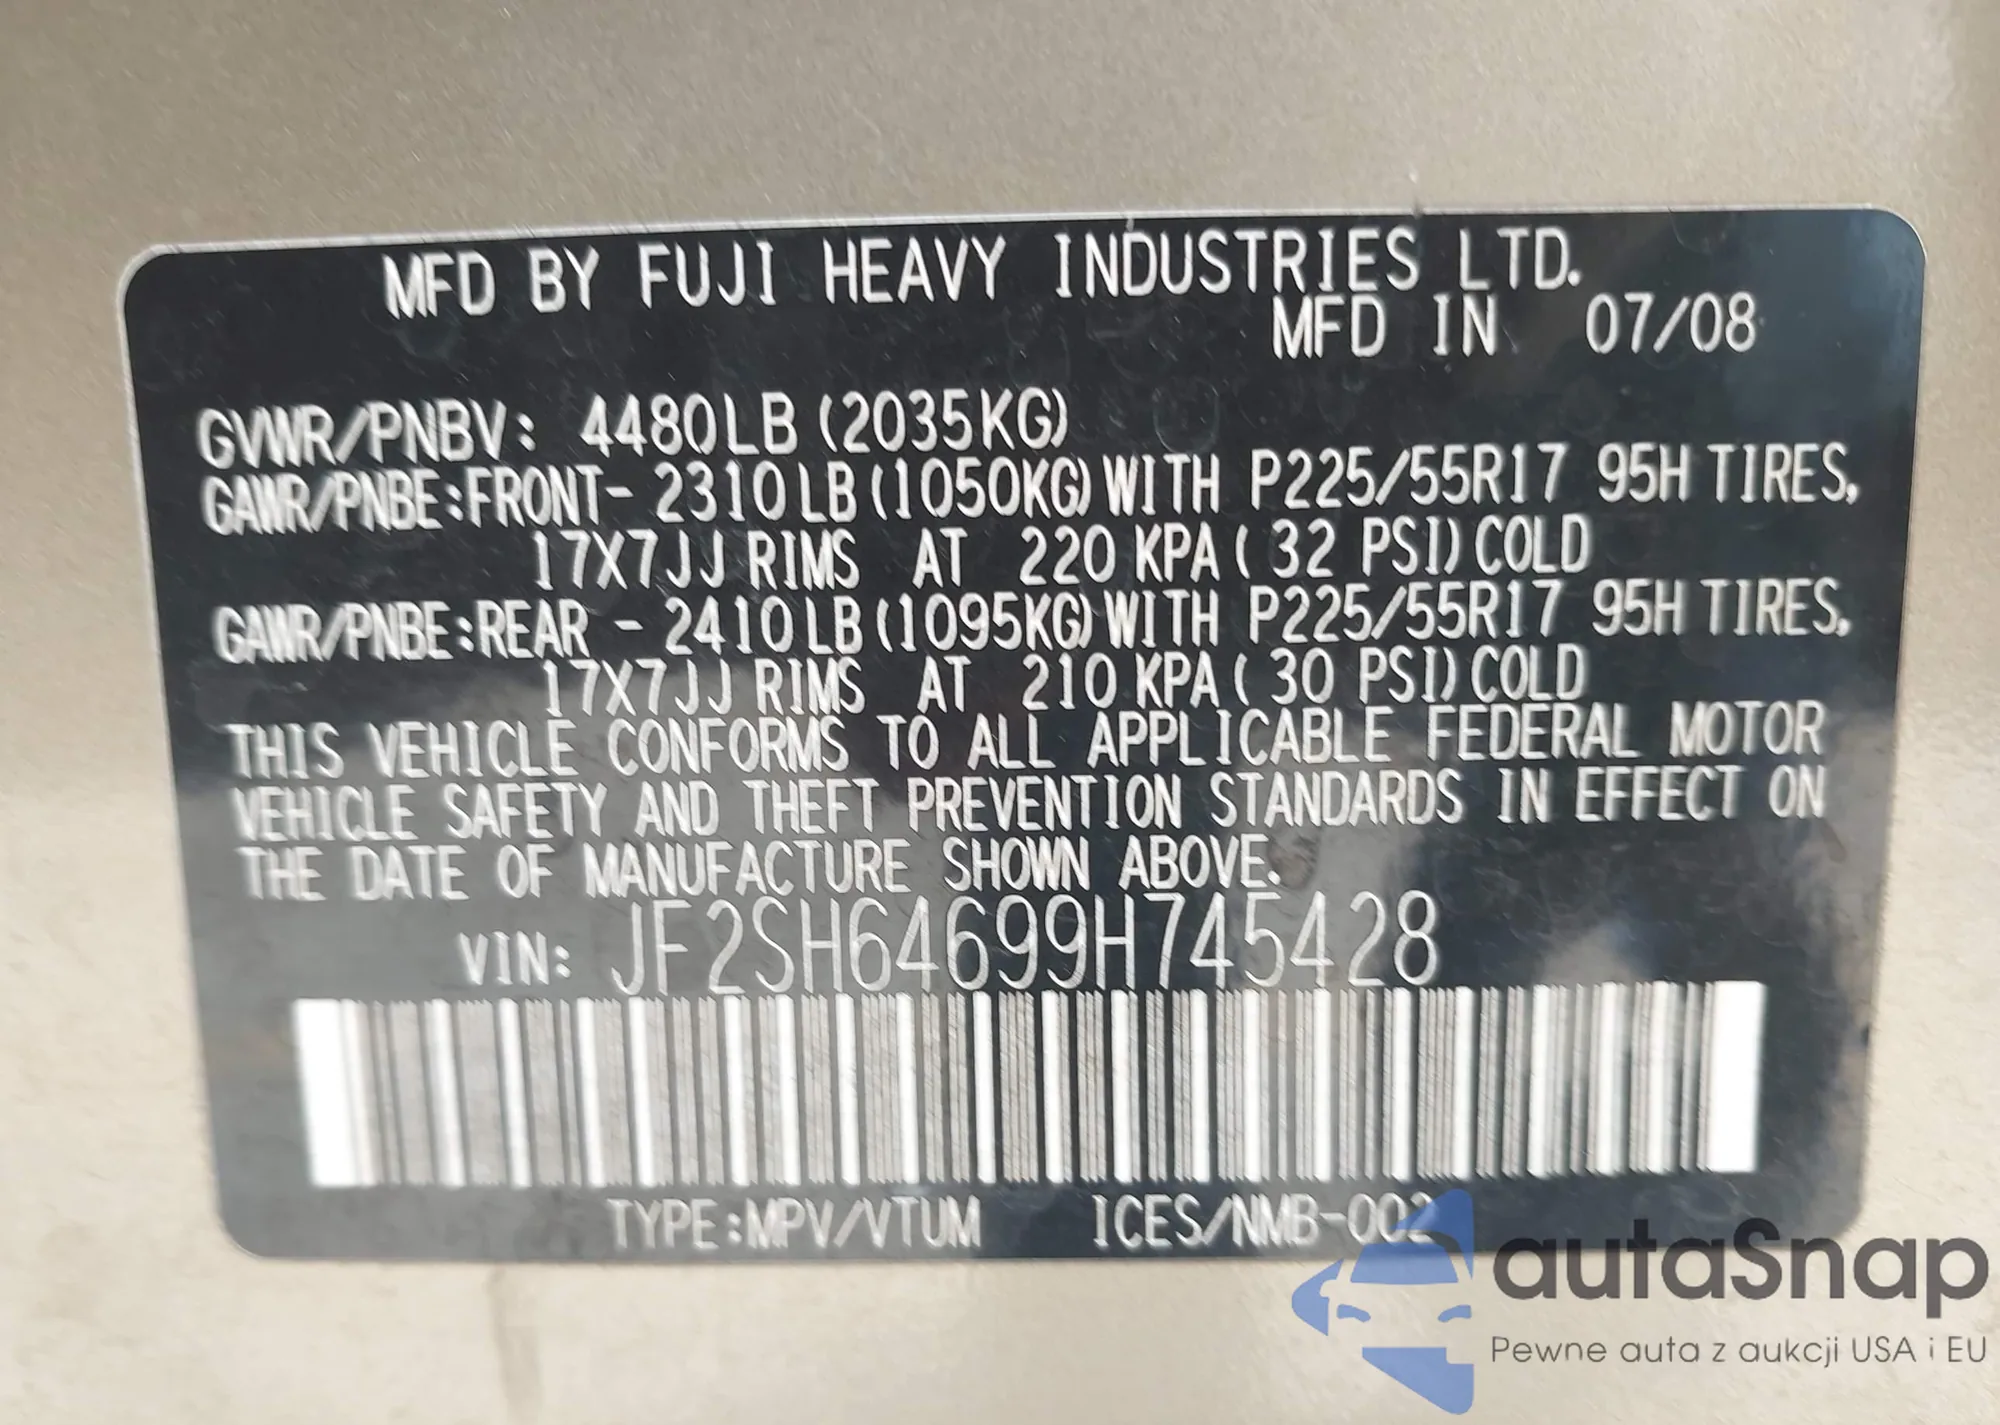 MFD BY FUJI HEAVY INDUSTRIES LTD.
MFD IN 07/08
GVWR/PNBV: 4480LB (2035KG)
GAWR/PNBE:FRONT- 2310LB(1050KG)WITH P225/55R17 95H TIRES,
17X7JJ RIMS AT 220 KPA( 32 PSI)COLD
GAWR/PNBE:REAR - 2410LB(1095KG)WITH P225/55R17 95H TIRES,
17X7JJ RIMS AT 210 KPA( 30 PSI)COLD
THIS VEHICLE CONFORMS TO ALL APPLICABLE FEDERAL MOTOR
VEHICLE SAFETY AND THEFT PREVENTION STANDARDS IN EFFECT ON
THE DATE OF MANUFACTURE SHOWN ABOVE.
VIN: JF2SH64699H745428
TYPE:MPV/VTUM ICES/NMB-002
autaSnap
Pewne auta z aukcji USA i EU